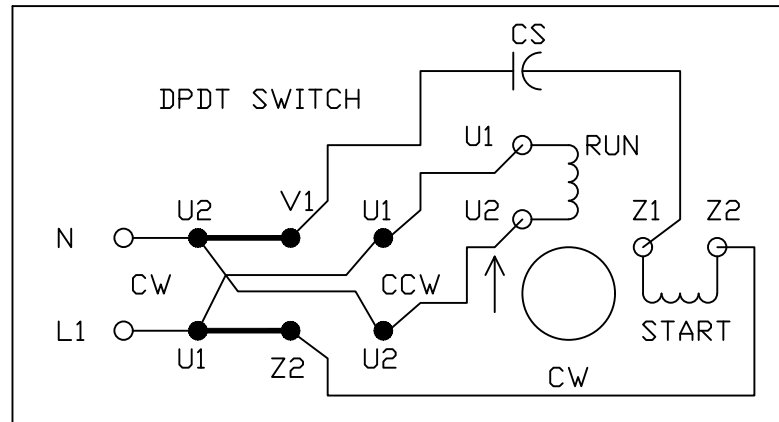 CS
DPDT SWITCH
U1
RUN
V1
U2
U1
U2
Z1
Z2
N
CW
CCW
L1
START
U1
Z2
U2
CW